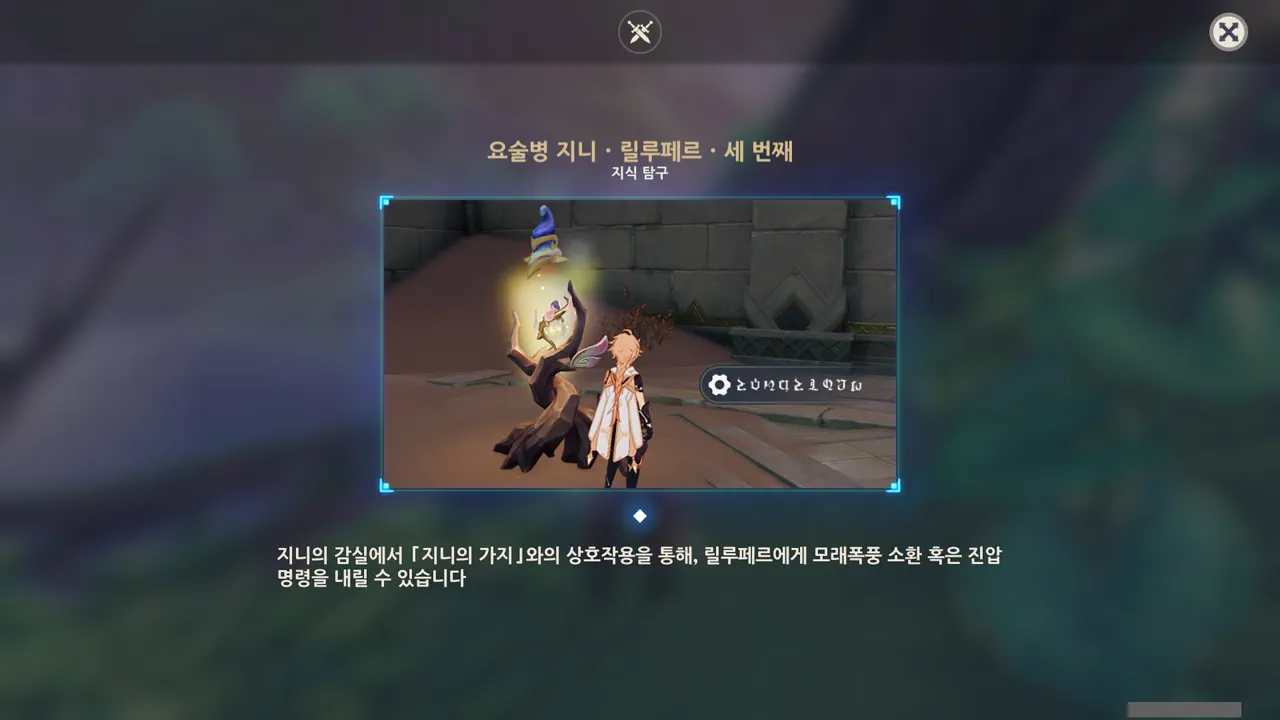 요술병 지니 · 릴루페르 · 세 번째
지식 탐구
지니의 감실에서 「지니의 가지」와의 상호작용을 통해, 릴루페르에게 모래폭풍 소환 혹은 진압
명령을 내릴 수 있습니다